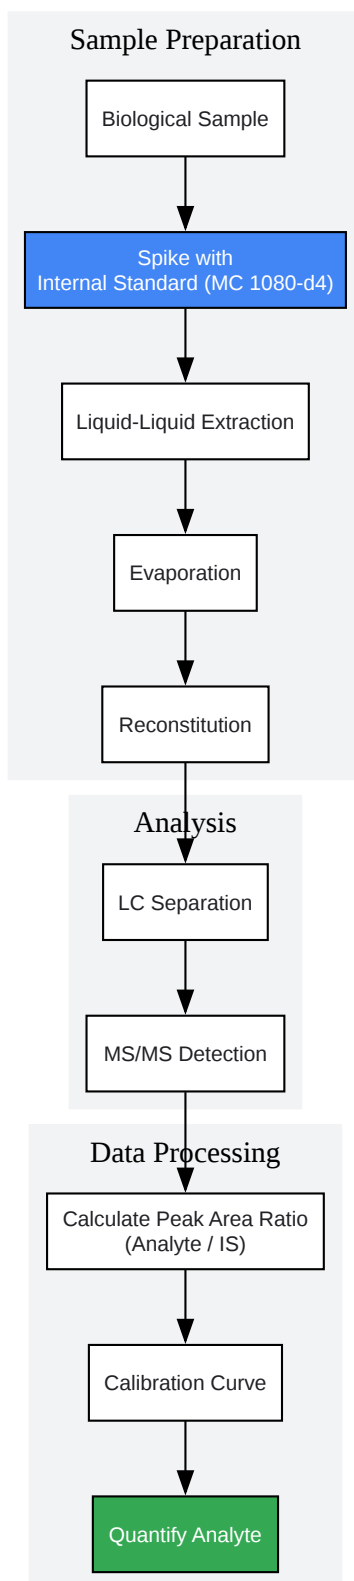 Sample Preparation
Biological Sample
Spike with
Internal Standard (MC 1080-d4)
Liquid-Liquid Extraction
Evaporation
Reconstitution
Analysis
LC Separation
MS/MS Detection
Data Processing
Calculate Peak Area Ratio
(Analyte / IS)
Calibration Curve
Quantify Analyte